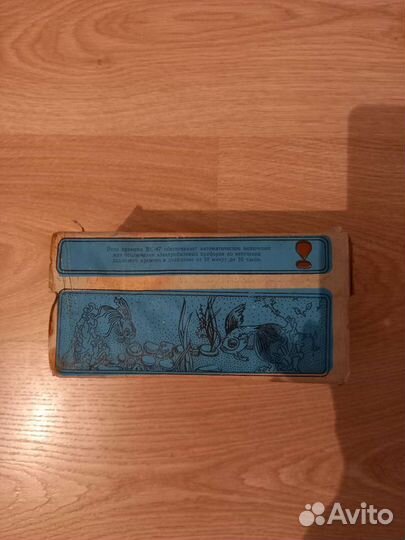 Реле времени ВС-47 обеспечивает автоматическое включение
или отключение электробытовых приборов по истечении
заданного времени в диапазоне от 10 минут до 10 часов.
Avito